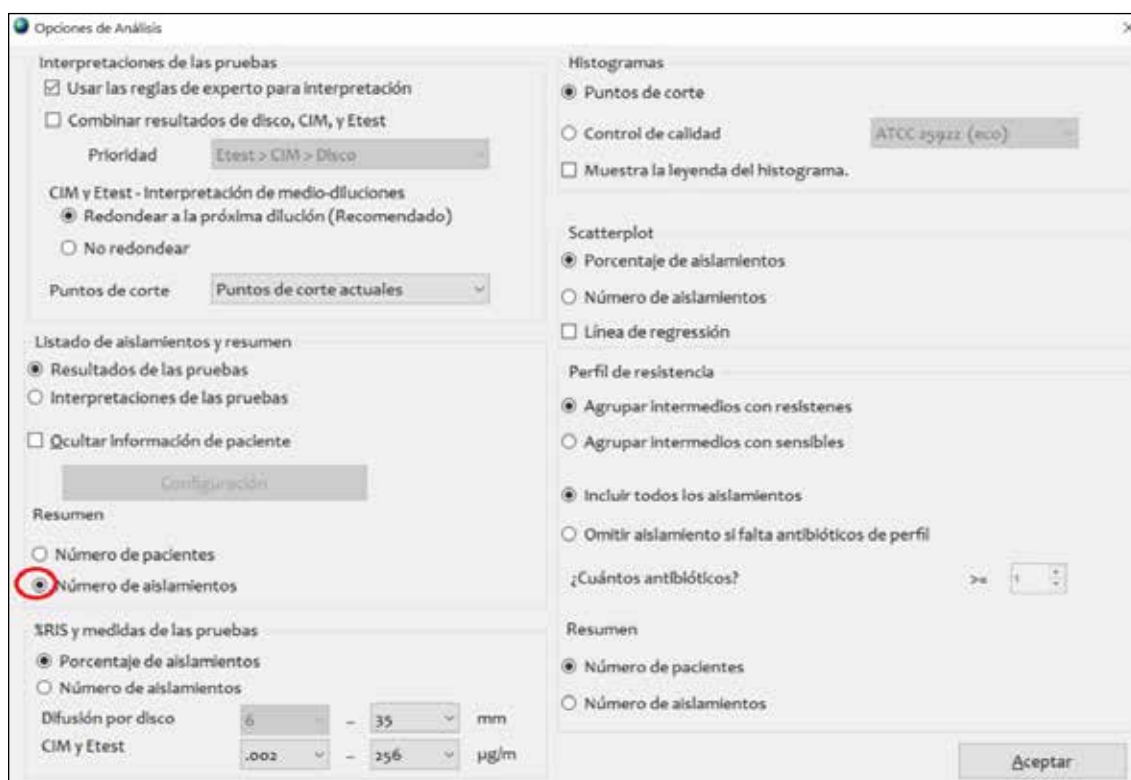 Opciones de Análisis
Interpretaciones de las pruebas
Usar las reglas de experto para interpretación
Combinar resultados de disco, CIM, y Etest
Prioridad Etest > CIM > Disco
CIM y Etest - Interpretación de medio-diluciones
Redondear a la próxima dilución (Recomendado)
No redondear
Puntos de corte Puntos de corte actuales
Listado de aislamientos y resumen
Resultados de las pruebas
Interpretaciones de las pruebas
Ocultar información de paciente
Configuración
Resumen
Número de pacientes
Número de aislamientos
%RIS y medidas de las pruebas
Porcentaje de aislamientos
Número de aislamientos
Difusión por disco 6 - 35 mm
CIM y Etest .002 - 256 µg/m
Histogramas
Puntos de corte
Control de calidad ATCC 25922 (eco)
Muestra la leyenda del histograma.
Scatterplot
Porcentaje de aislamientos
Número de aislamientos
Línea de regressión
Perfil de resistencia
Agrupar intermedios con resistenes
Agrupar intermedios con sensibles
Incluir todos los aislamientos
Omitir aislamiento si falta antibióticos de perfil
¿Cuántos antibióticos? >= 1
Resumen
Número de pacientes
Número de aislamientos
Aceptar